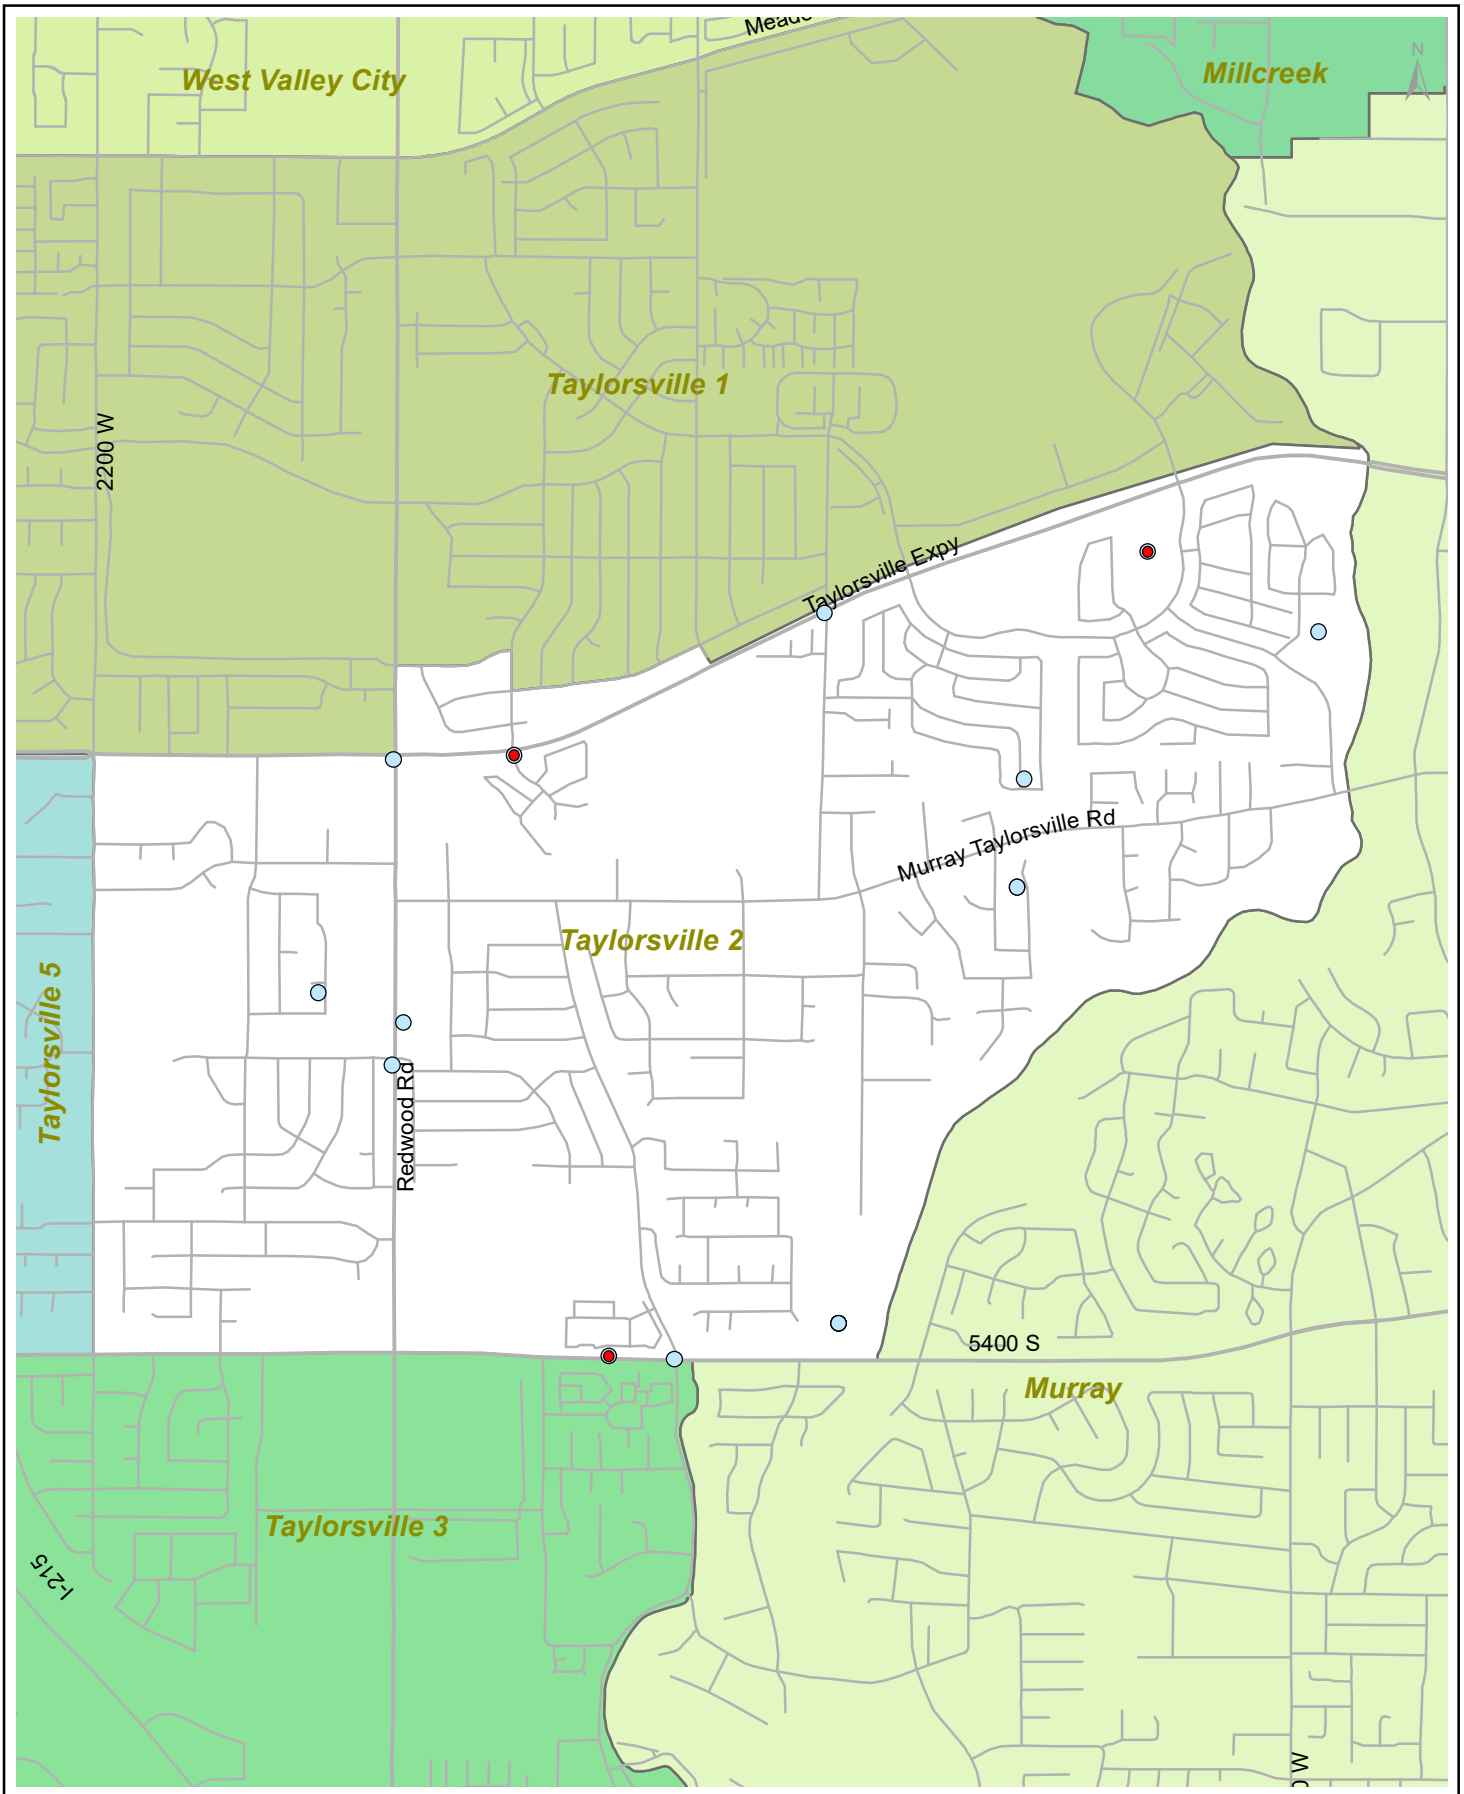 Meado
West Valley City
Millcreek
N
Taylorsville 1
2200 W
Taylorsville Expy
Murray Taylorsville Rd
Taylorsville 2
Taylorsville 5
Redwood Rd
5400 S
Murray
Taylorsville 3
I-215
W